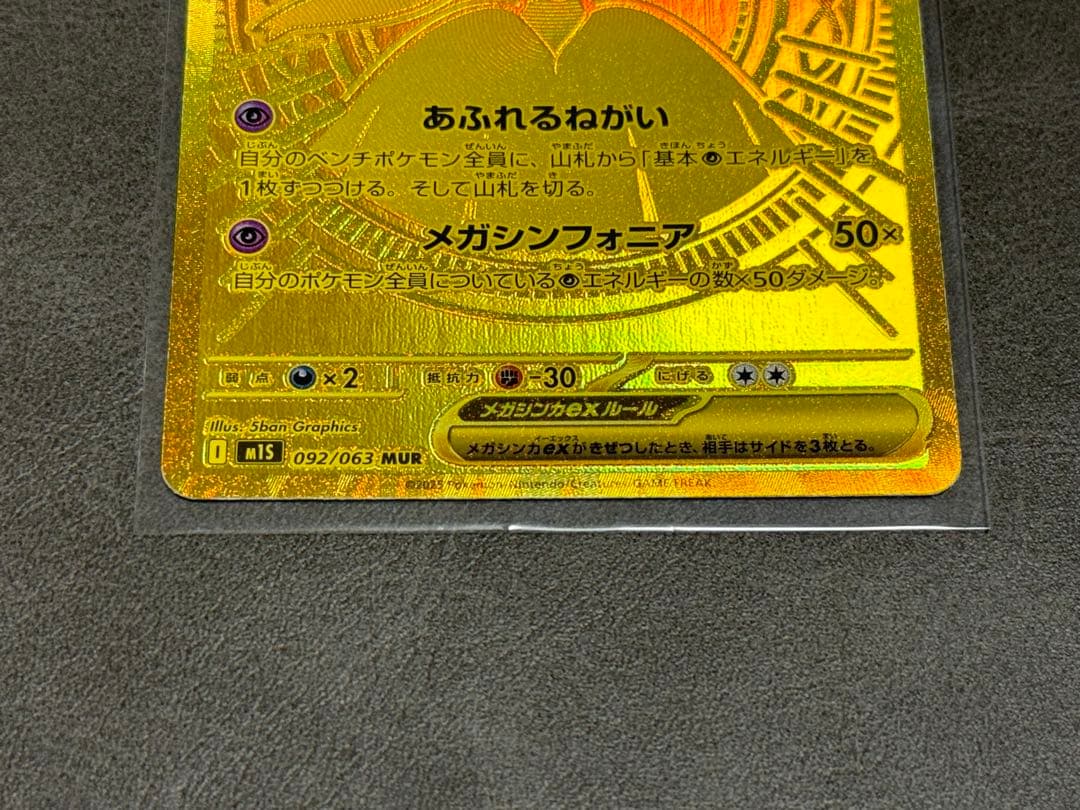 あふれるねがい
自分のベンチポケモン全員に、山札から「基本エネルギー」を
1枚ずつつける。そして山札を切る。
メガシンフォニア 50×
自分のポケモン全員についているエネルギーの数×50ダメージ。
弱点 ×2 抵抗力 -30 にげる
メガシンカexルール
メガシンカexがきぜつしたとき、相手はサイドを3枚とる。
Illus. 5ban Graphics
I m1S 092/063 MUR
©2025 Pokémon/Nintendo/Creatures/GAME FREAK